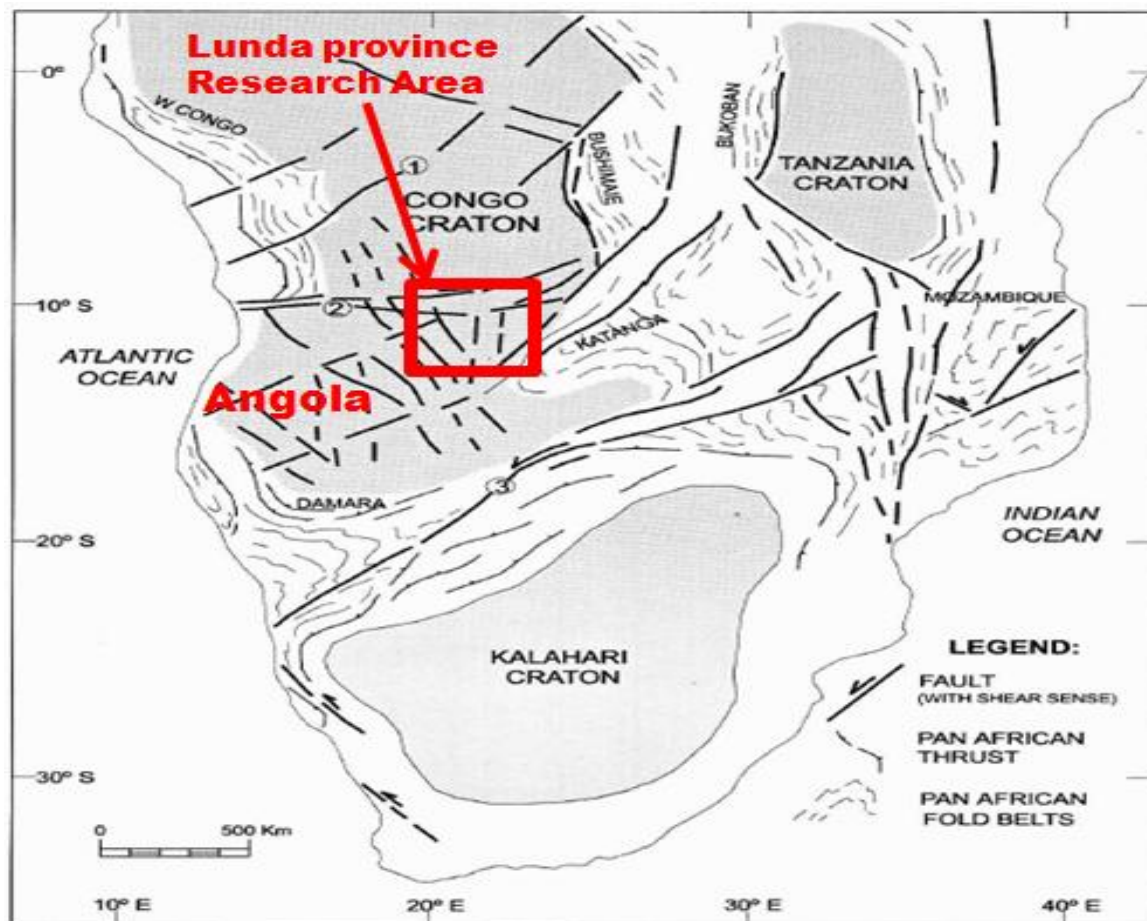 Lunda province
Research Area
0°
W CONGO
1
CONGO
CRATON
BUSHIMAIE
BUKOBAN
TANZANIA
CRATON
10° S
2
MOZAMBIQUE
KATANGA
ATLANTIC
OCEAN
Angola
3
DAMARA
INDIAN
OCEAN
20° S
KALAHARI
CRATON
LEGEND:
FAULT
(WITH SHEAR SENSE)
PAN AFRICAN
THRUST
PAN AFRICAN
FOLD BELTS
30° S
0 500 Km
10° E 20° E 30° E 40° E